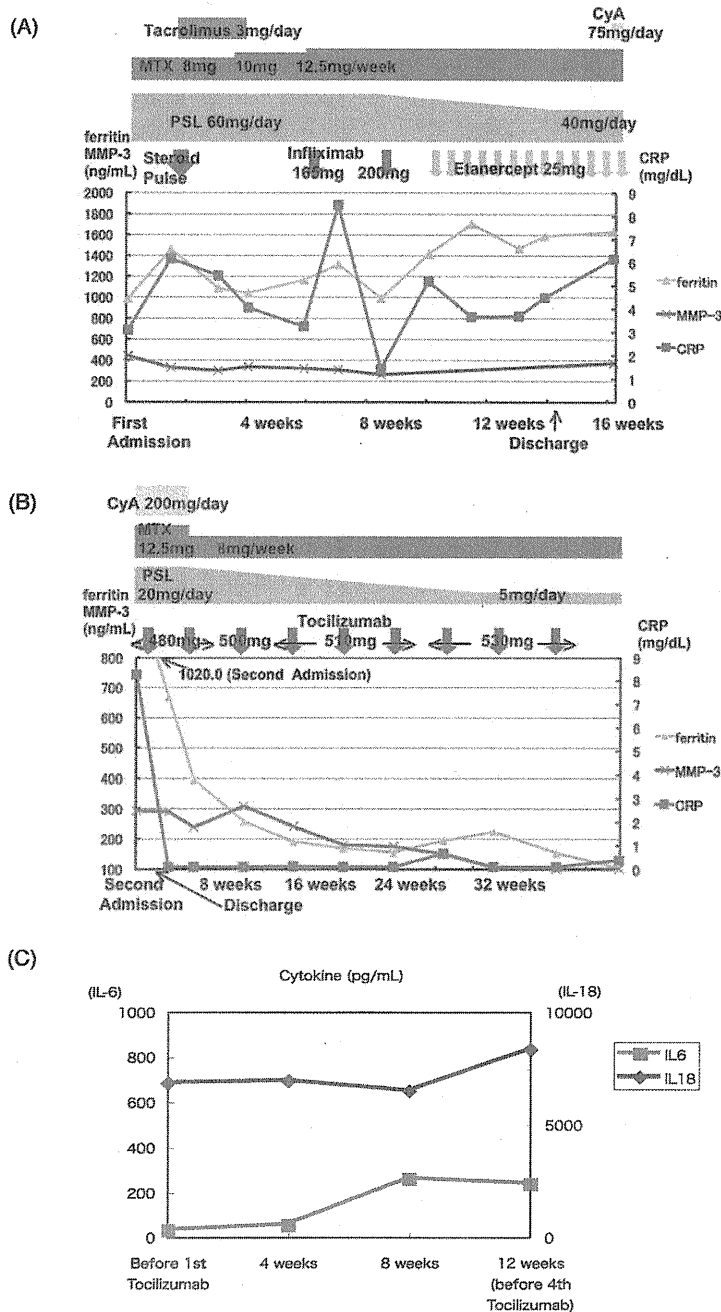 (A)
CyA
75mg/day
Tacrolimus 3mg/day
MTX 8mg 10mg 12.5mg/week
PSL 60mg/day
40mg/day
ferritin
MMP-3
(ng/mL)
Steroid
Pulse
Infliximab
165mg
200mg
Etanercept 25mg
CRP
(mg/dL)
2000
1800
1600
1400
1200
1000
800
600
400
200
0
9
8
7
6
5
4
3
2
1
0
ferritin
MMP-3
CRP
First
Admission
4 weeks
8 weeks
12 weeks
16 weeks
Discharge
(B)
CyA 200mg/day
MTX
12.5mg
8mg/week
PSL
20mg/day
5mg/day
ferritin
MMP-3
(ng/mL)
Tocilizumab
480mg
500mg
510mg
530mg
CRP
(mg/dL)
1020.0 (Second Admission)
800
700
600
500
400
300
200
100
9
8
7
6
5
4
3
2
1
0
ferritin
MMP-3
CRP
Second
Admission
8 weeks
16 weeks
24 weeks
32 weeks
Discharge
(C)
Cytokine (pg/mL)
(IL-6)
(IL-18)
1000
800
600
400
200
0
10000
5000
0
IL6
IL18
Before 1st
Tocilizumab
4 weeks
8 weeks
12 weeks
(before 4th
Tocilizumab)